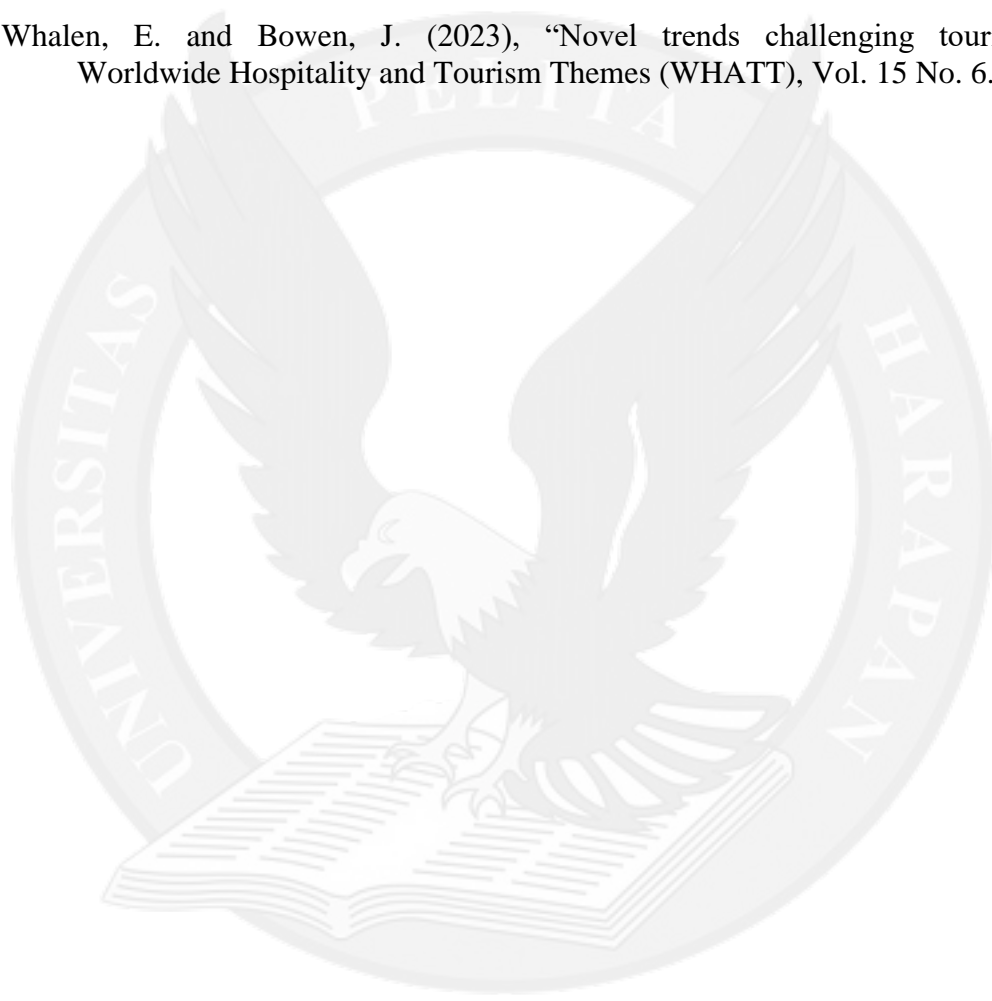 Whalen, E. and Bowen, J. (2023), “Novel trends challenging
Worldwide Hospitality and Tourism Themes (WHATT), Vol. 15 No. 6.
UNIVERSITAS PELITA HARAPAN